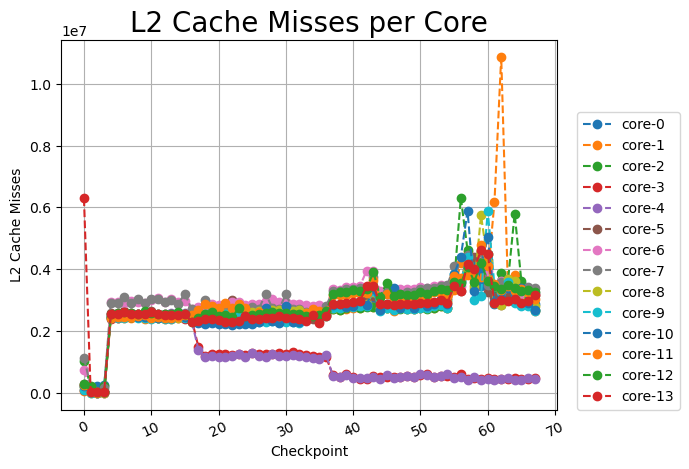 L2 Cache Misses per Core
1e7
1.0
0.8
0.6
0.4
0.2
0.0
L2 Cache Misses
0 10 20 30 40 50 60 70
Checkpoint
core-0
core-1
core-2
core-3
core-4
core-5
core-6
core-7
core-8
core-9
core-10
core-11
core-12
core-13